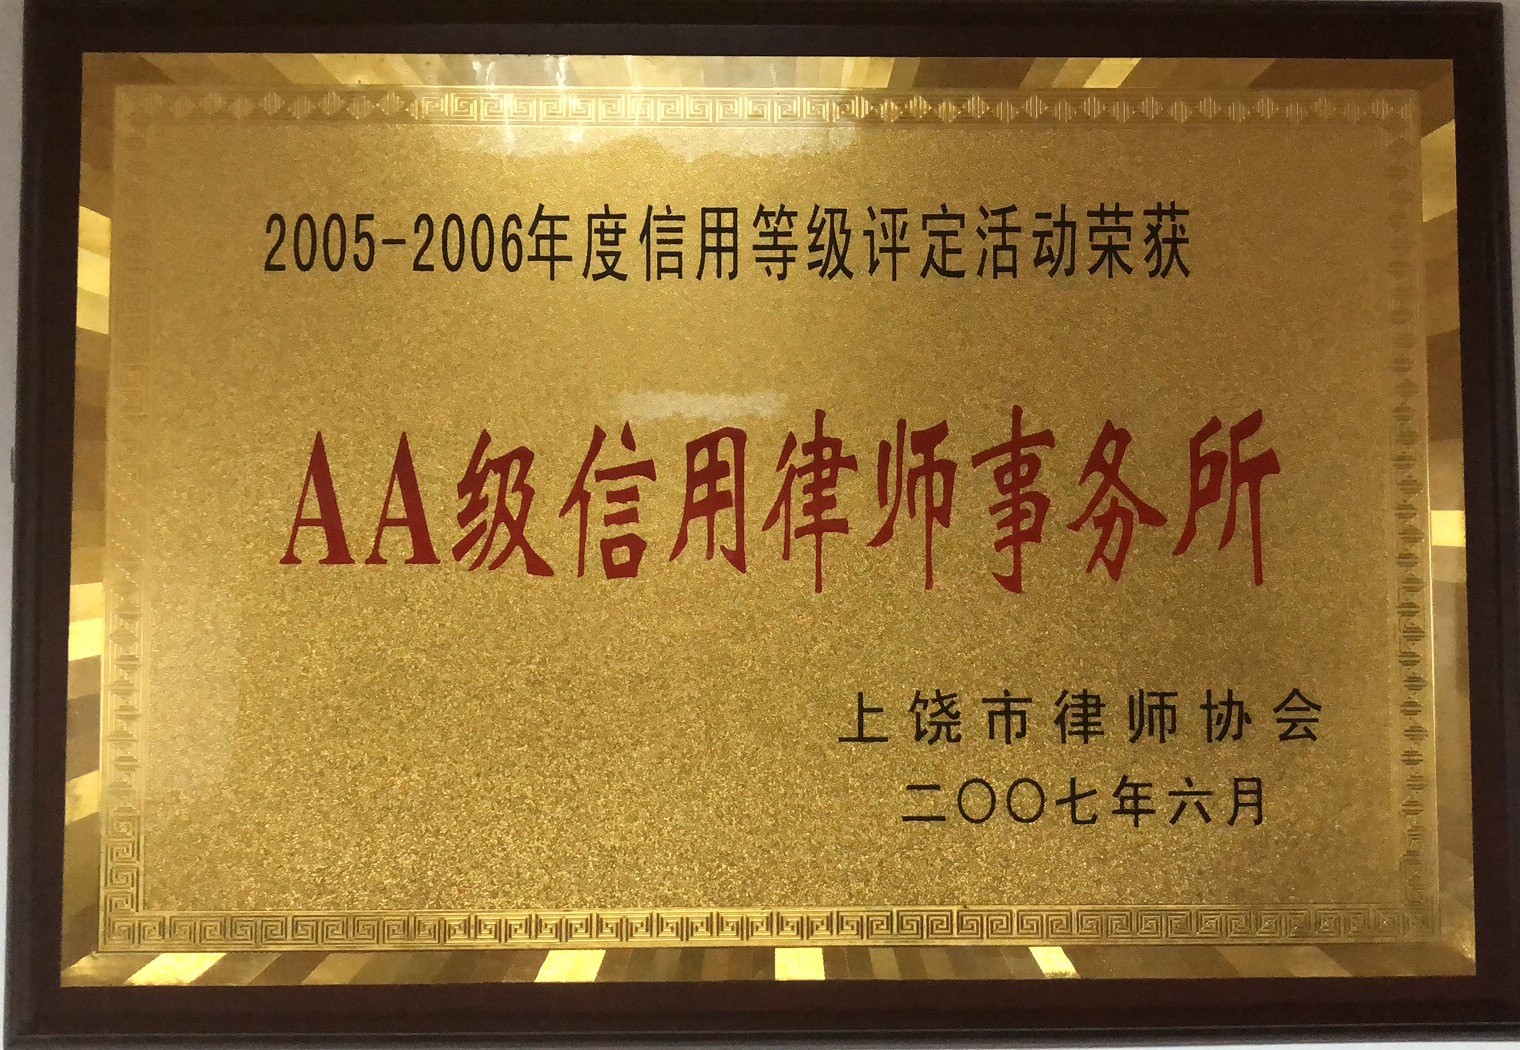 2005-2006年度信用等级评定活动荣获
AA级信用律师事务所
上饶市律师协会
二〇〇七年六月